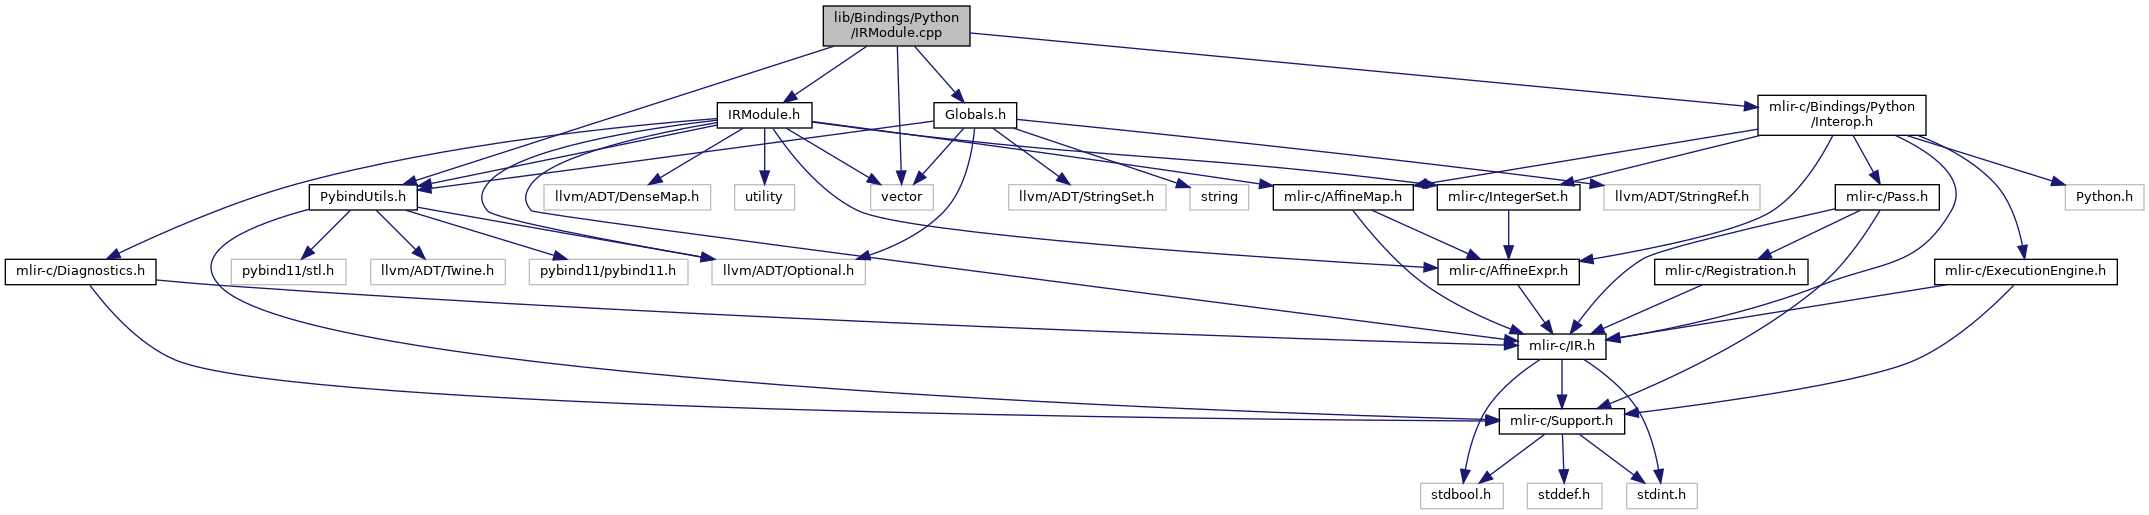 lib/Bindings/Python
/IRModule.cpp
IRModule.h
Globals.h
mlir-c/Bindings/Python
/Interop.h
PybindUtils.h
llvm/ADT/DenseMap.h
utility
vector
llvm/ADT/StringSet.h
string
mlir-c/AffineMap.h
mlir-c/IntegerSet.h
llvm/ADT/StringRef.h
mlir-c/Pass.h
Python.h
mlir-c/Diagnostics.h
pybind11/stl.h
llvm/ADT/Twine.h
pybind11/pybind11.h
llvm/ADT/Optional.h
mlir-c/AffineExpr.h
mlir-c/Registration.h
mlir-c/ExecutionEngine.h
mlir-c/IR.h
mlir-c/Support.h
stdbool.h
stddef.h
stdint.h